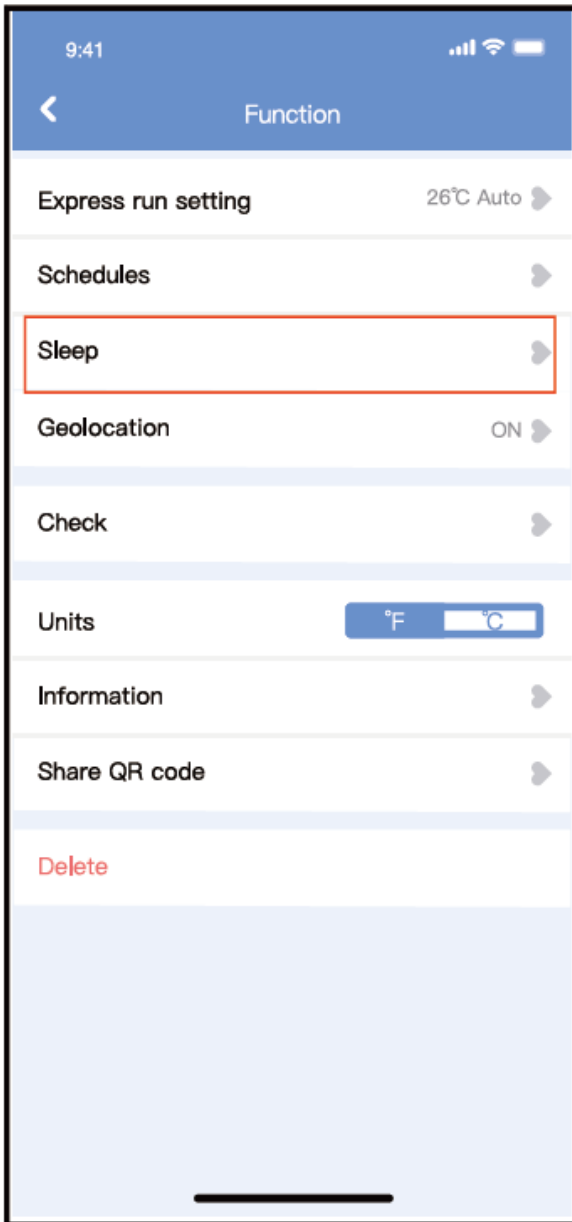 9:41
Function
Express run setting 26℃ Auto
Schedules
Sleep
Geolocation ON
Check
Units °F ℃
Information
Share QR code
Delete